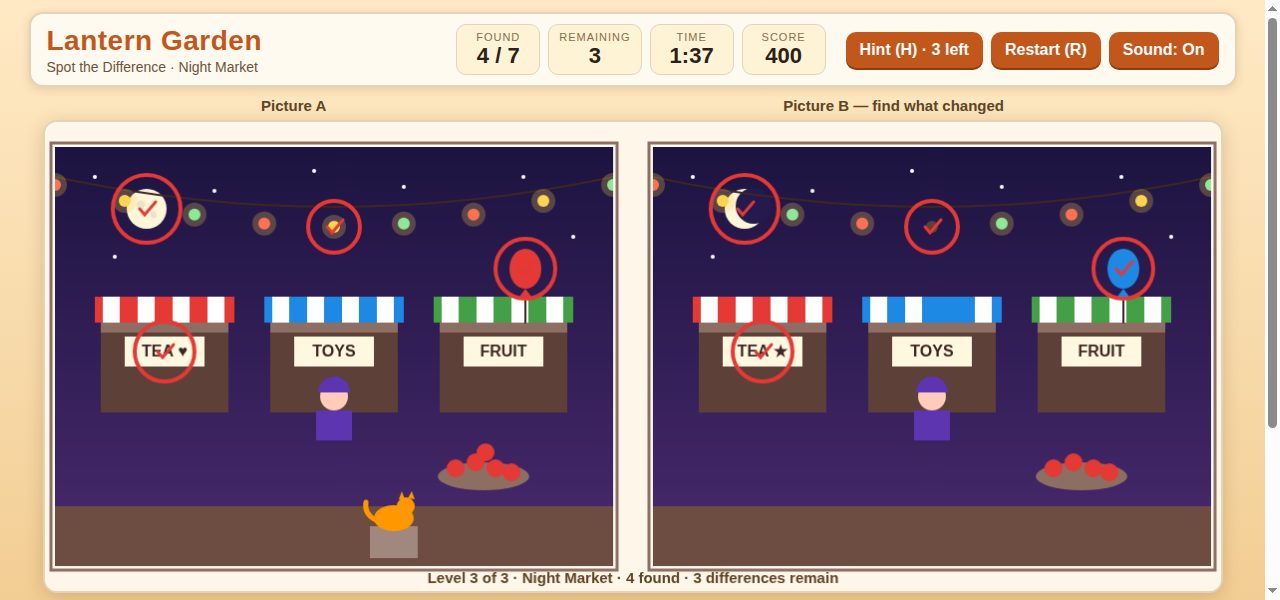 Lantern Garden
Spot the Difference · Night Market
FOUND
4 / 7
REMAINING
3
TIME
1:37
SCORE
400
Hint (H) · 3 left
Restart (R)
Sound: On
Picture A
Picture B — find what changed
TEA ♥
TOYS
FRUIT
TEA ★
TOYS
FRUIT
Level 3 of 3 · Night Market · 4 found · 3 differences remain